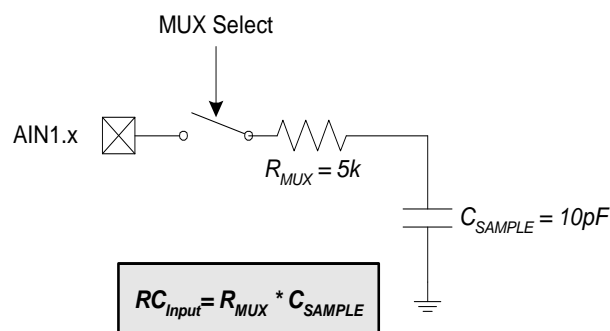 MUX Select
AIN1.x
R_MUX = 5k
C_SAMPLE = 10pF
RC_Input = R_MUX * C_SAMPLE